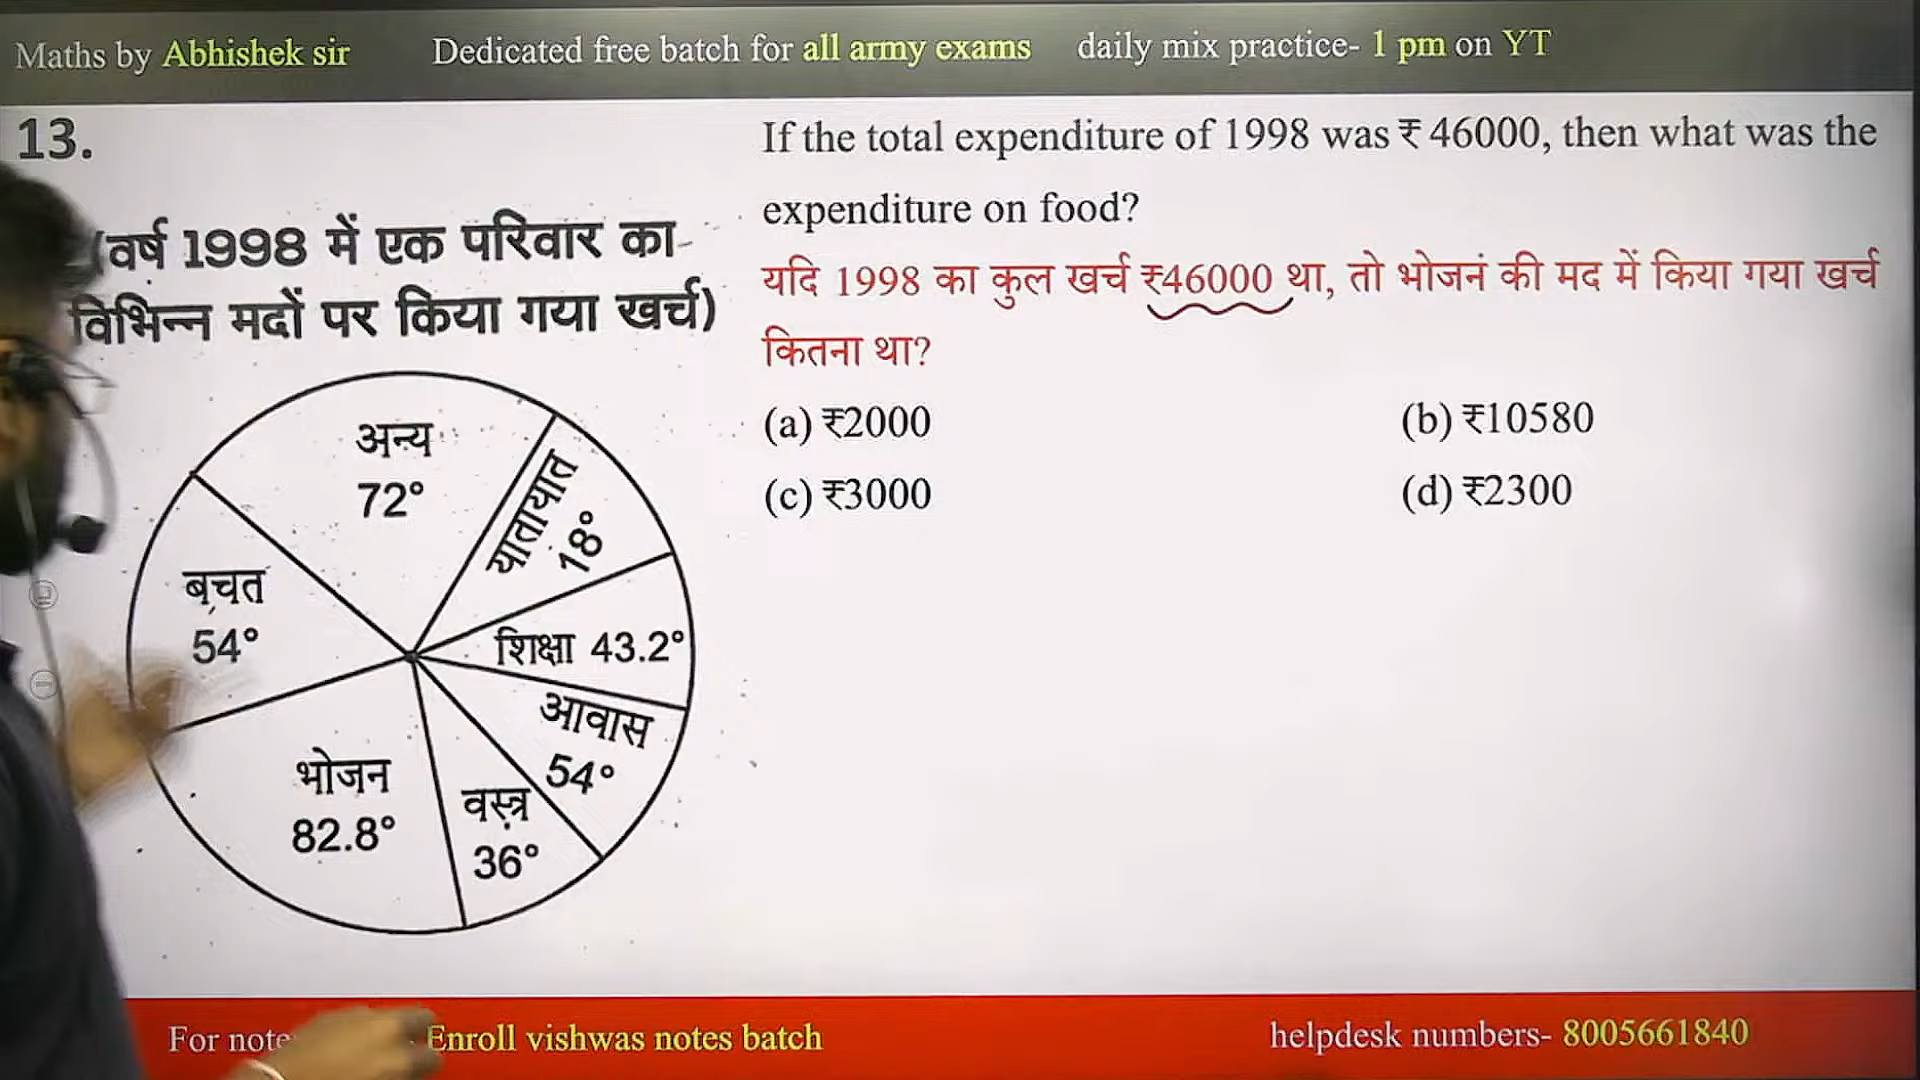 Maths by Abhishek sir Dedicated free batch for all army exams daily mix practice- 1 pm on YT
13.
(वर्ष 1998 में एक परिवार का
विभिन्न मदों पर किया गया खर्च)
अन्य
72°
यातायात
18°
शिक्षा 43.2°
आवास
54°
वस्त्र
36°
भोजन
82.8°
बचत
54°
If the total expenditure of 1998 was ₹ 46000, then what was the
expenditure on food?
यदि 1998 का कुल खर्च ₹46000 था, तो भोजनं की मद में किया गया खर्च
कितना था?
(a) ₹2000 (b) ₹10580
(c) ₹3000 (d) ₹2300
For Enroll vishwas notes batch helpdesk numbers- 8005661840